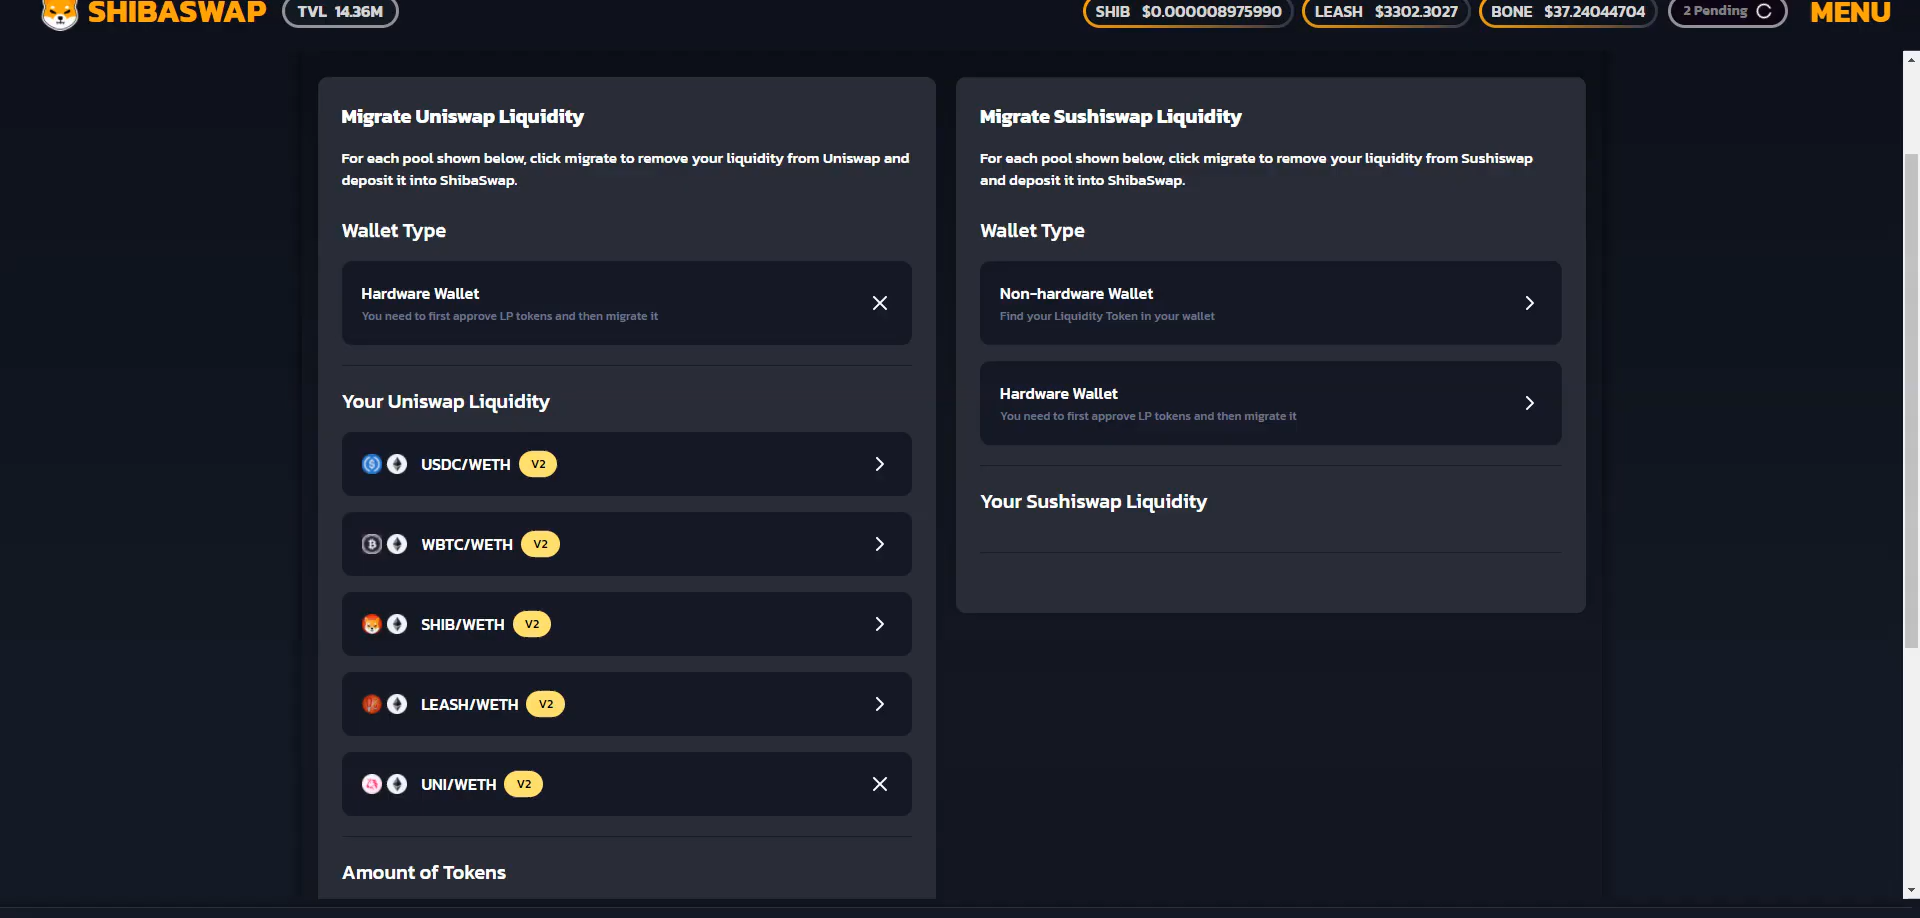 SHIBASWAP
TVL 14.36M
SHIB $0.000008975990
LEASH $3302.3027
BONE $37.24044704
2 Pending
MENU
Migrate Uniswap Liquidity
For each pool shown below, click migrate to remove your liquidity from Uniswap and
deposit it into ShibaSwap.
Wallet Type
Hardware Wallet
You need to first approve LP tokens and then migrate it
Your Uniswap Liquidity
USDC/WETH V2
WBTC/WETH V2
SHIB/WETH V2
LEASH/WETH V2
UNI/WETH V2
Amount of Tokens
Migrate Sushiswap Liquidity
For each pool shown below, click migrate to remove your liquidity from Sushiswap
and deposit it into ShibaSwap.
Wallet Type
Non-hardware Wallet
Find your Liquidity Token in your wallet
Hardware Wallet
You need to first approve LP tokens and then migrate it
Your Sushiswap Liquidity